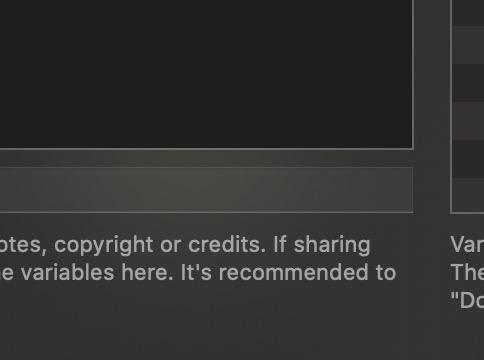 otes, copyright or credits. If sharing
e variables here. It's recommended to
Var
The
"Do